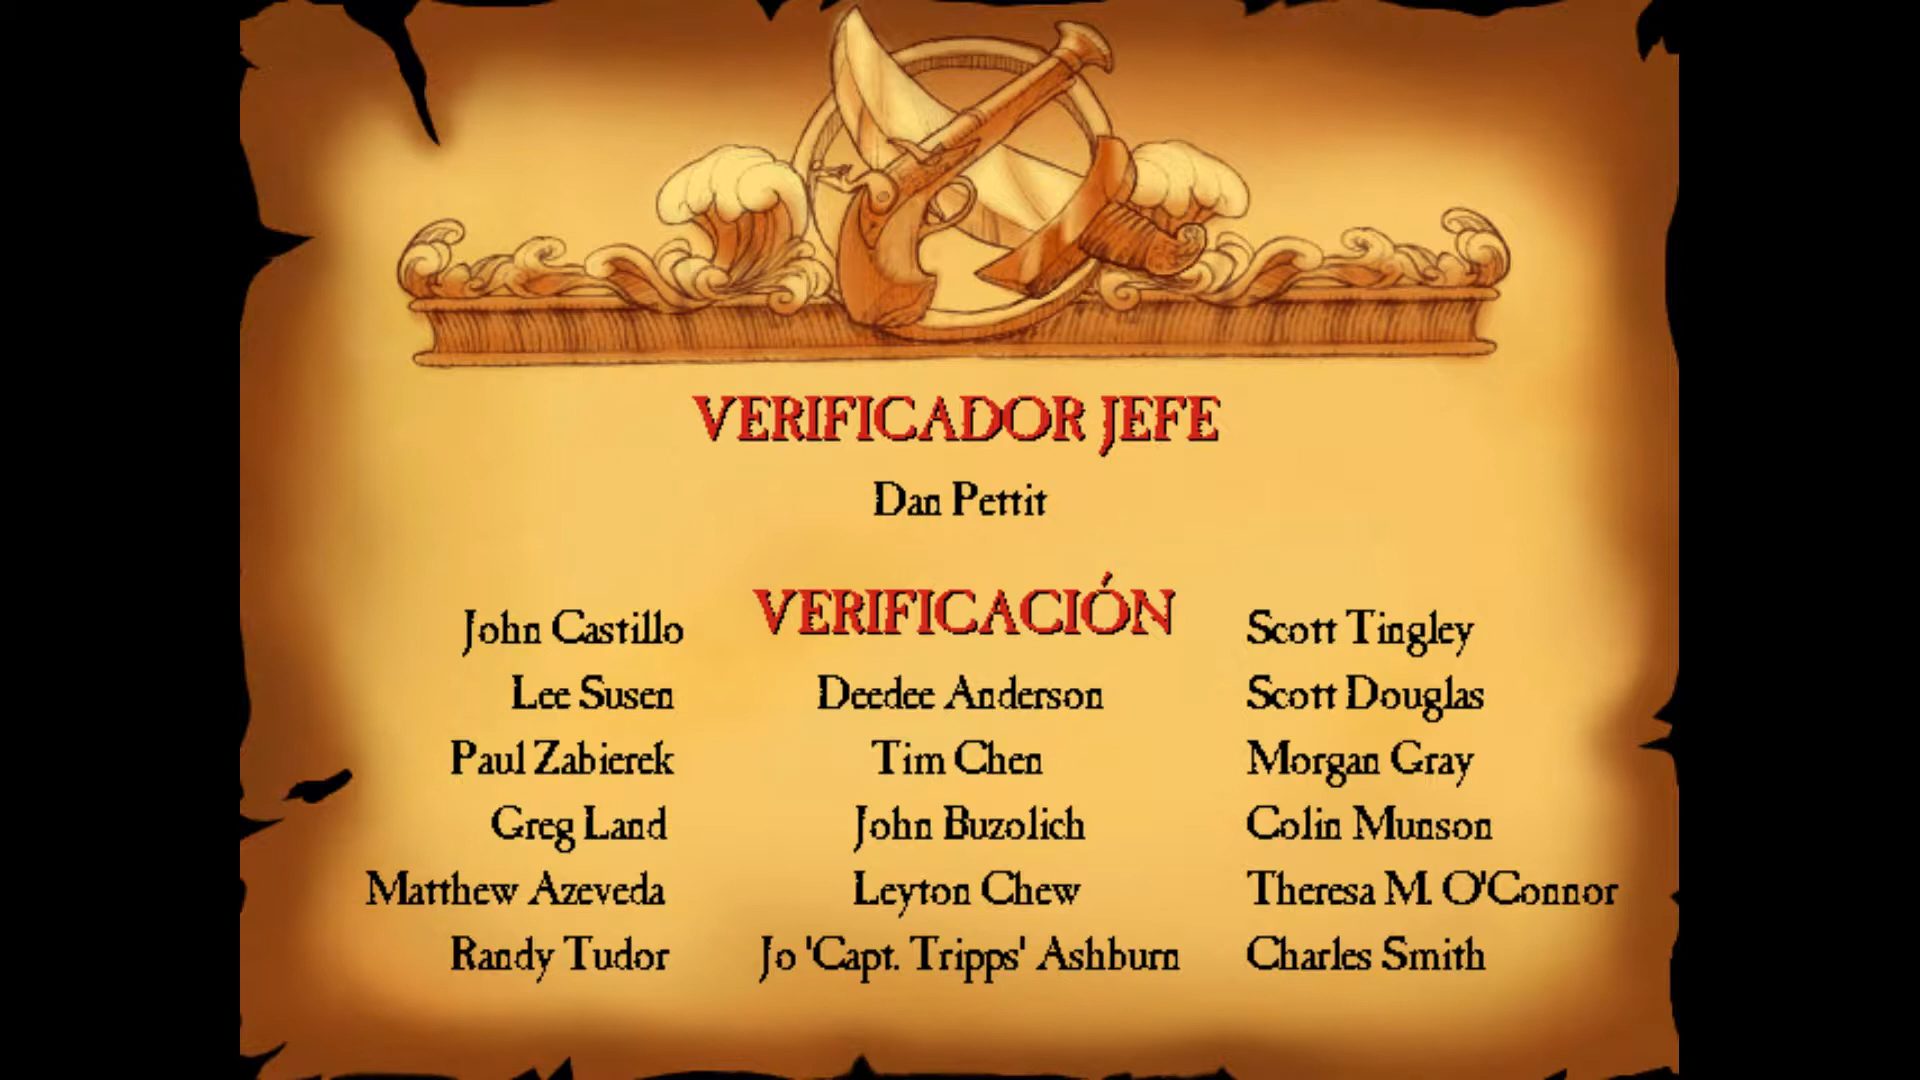 VERIFICADOR JEFE
Dan Pettit
VERIFICACIÓN
John Castillo
Lee Susen
Paul Zabierek
Greg Land
Matthew Azeveda
Randy Tudor
Deedee Anderson
Tim Chen
John Buzolich
Leyton Chew
Jo 'Capt. Tripps' Ashburn
Scott Tingley
Scott Douglas
Morgan Gray
Colin Munson
Theresa M. O'Connor
Charles Smith